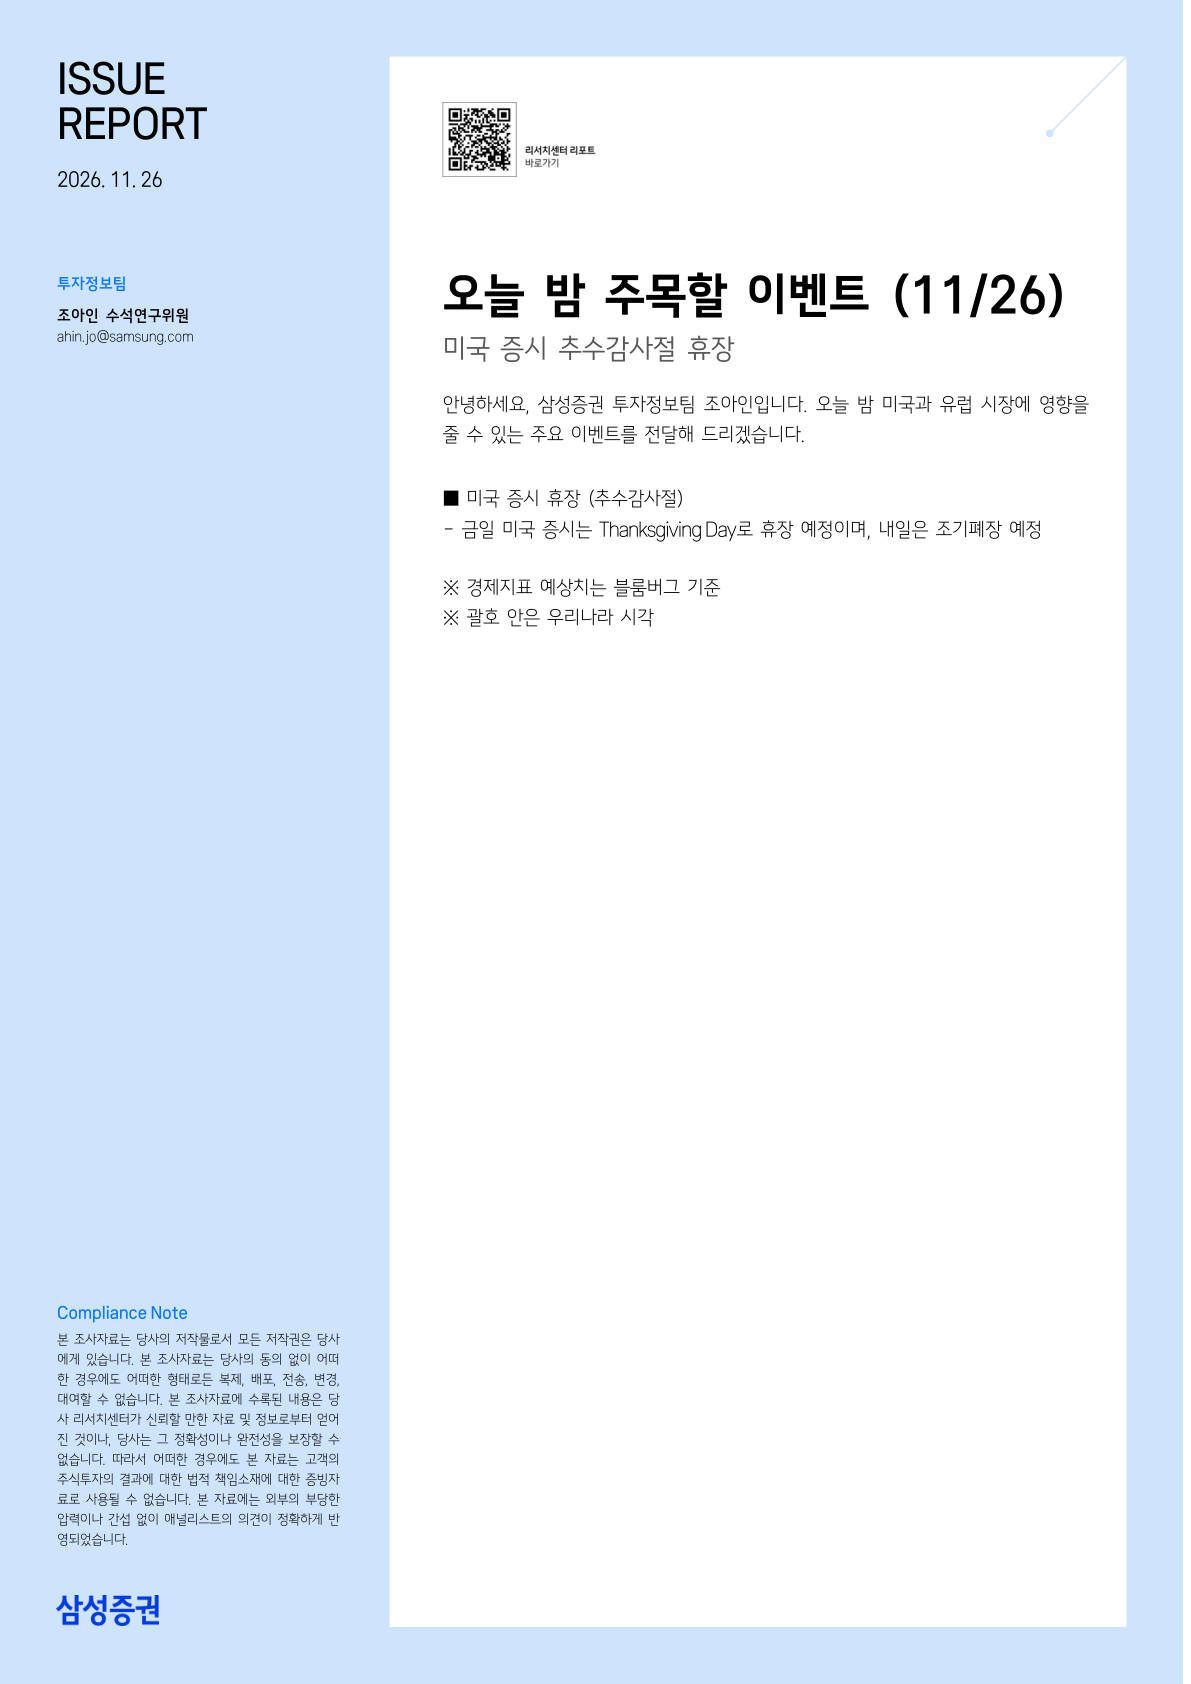 ISSUE
REPORT
2026. 11. 26
투자정보팀
조아인 수석연구위원
ahin.jo@samsung.com
리서치센터 리포트
바로가기
오늘 밤 주목할 이벤트 (11/26)
미국 증시 추수감사절 휴장
안녕하세요, 삼성증권 투자정보팀 조아인입니다. 오늘 밤 미국과 유럽 시장에 영향을
줄 수 있는 주요 이벤트를 전달해 드리겠습니다.
■ 미국 증시 휴장 (추수감사절)
- 금일 미국 증시는 Thanksgiving Day로 휴장 예정이며, 내일은 조기폐장 예정
※ 경제지표 예상치는 블룸버그 기준
※ 괄호 안은 우리나라 시각
Compliance Note
본 조사자료는 당사의 저작물로서 모든 저작권은 당사
에게 있습니다. 본 조사자료는 당사의 동의 없이 어떠
한 경우에도 어떠한 형태로든 복제, 배포, 전송, 변경,
대여할 수 없습니다. 본 조사자료에 수록된 내용은 당
사 리서치센터가 신뢰할 만한 자료 및 정보로부터 얻어
진 것이나, 당사는 그 정확성이나 완전성을 보장할 수
없습니다. 따라서 어떠한 경우에도 본 자료는 고객의
주식투자의 결과에 대한 법적 책임소재에 대한 증빙자
료로 사용될 수 없습니다. 본 자료에는 외부의 부당한
압력이나 간섭 없이 애널리스트의 의견이 정확하게 반
영되었습니다.
삼성증권